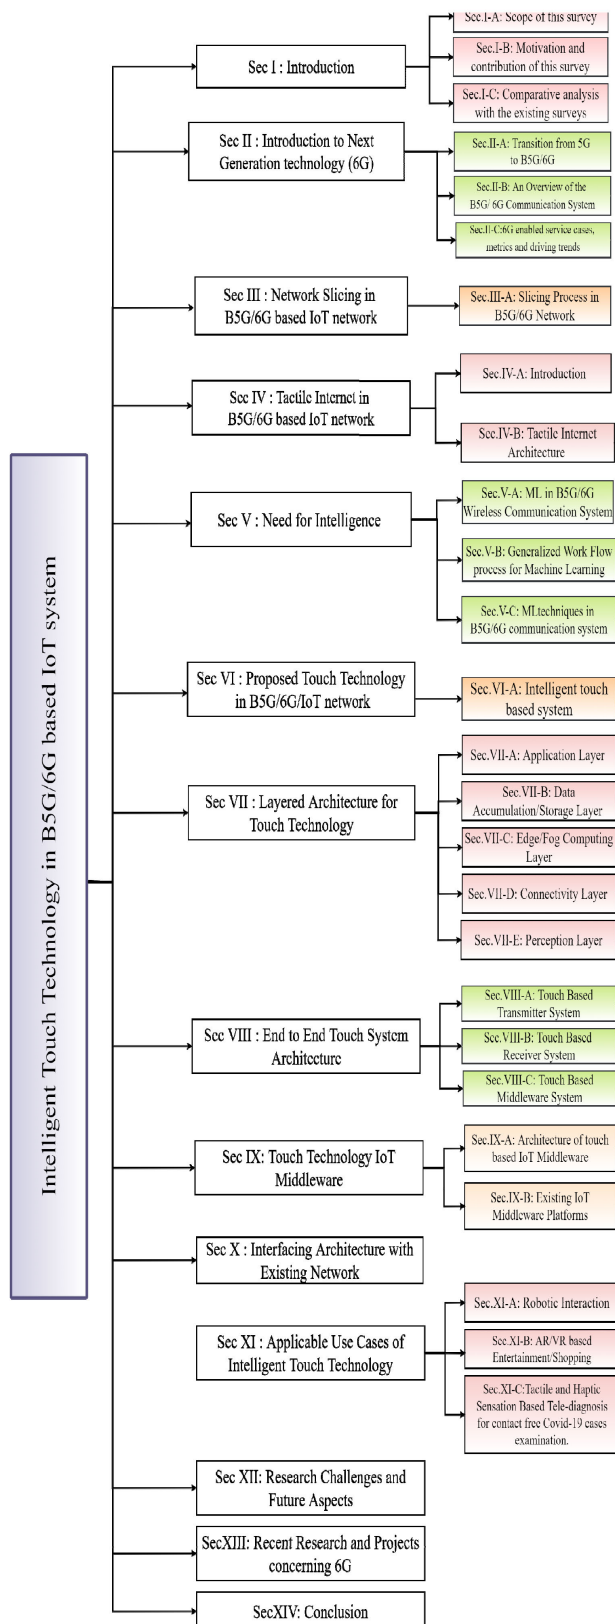 Intelligent Touch Technology in B5G/6G based IoT system
Sec I : Introduction
Sec.I-A: Scope of this survey
Sec.I-B: Motivation and
contribution of this survey
Sec.I-C: Comparative analysis
with the existing surveys
Sec II : Introduction to Next
Generation technology (6G)
Sec.II-A: Transition from 5G
to B5G/6G
Sec.II-B: An Overview of the
B5G/ 6G Communication System
Sec.II-C:6G enabled service cases,
metrics and driving trends
Sec III : Network Slicing in
B5G/6G based IoT network
Sec.III-A: Slicing Process in
B5G/6G Network
Sec IV : Tactile Internet in
B5G/6G based IoT network
Sec.IV-A: Introduction
Sec.IV-B: Tactile Internet
Architecture
Sec V : Need for Intelligence
Sec.V-A: ML in B5G/6G
Wireless Communication System
Sec.V-B: Generalized Work Flow
process for Machine Learning
Sec.V-C: MLtechniques in
B5G/6G communication system
Sec VI : Proposed Touch Technology
in B5G/6G/IoT network
Sec.VI-A: Intelligent touch
based system
Sec VII : Layered Architecture for
Touch Technology
Sec.VII-A: Application Layer
Sec.VII-B: Data
Accumulation/Storage Layer
Sec.VII-C: Edge/Fog Computing
Layer
Sec.VII-D: Connectivity Layer
Sec.VII-E: Perception Layer
Sec VIII : End to End Touch System
Architecture
Sec.VIII-A: Touch Based
Transmitter System
Sec.VIII-B: Touch Based
Receiver System
Sec.VIII-C: Touch Based
Middleware System
Sec IX: Touch Technology IoT
Middleware
Sec.IX-A: Architecture of touch
based IoT Middleware
Sec.IX-B: Existing IoT
Middleware Platforms
Sec X : Interfacing Architecture with
Existing Network
Sec XI : Applicable Use Cases of
Intelligent Touch Technology
Sec.XI-A: Robotic Interaction
Sec.XI-B: AR/VR based
Entertainment/Shopping
Sec.XI-C:Tactile and Haptic
Sensation Based Tele-diagnosis
for contact free Covid-19 cases
examination.
Sec XII: Research Challenges and
Future Aspects
SecXIII: Recent Research and Projects
concerning 6G
SecXIV: Conclusion